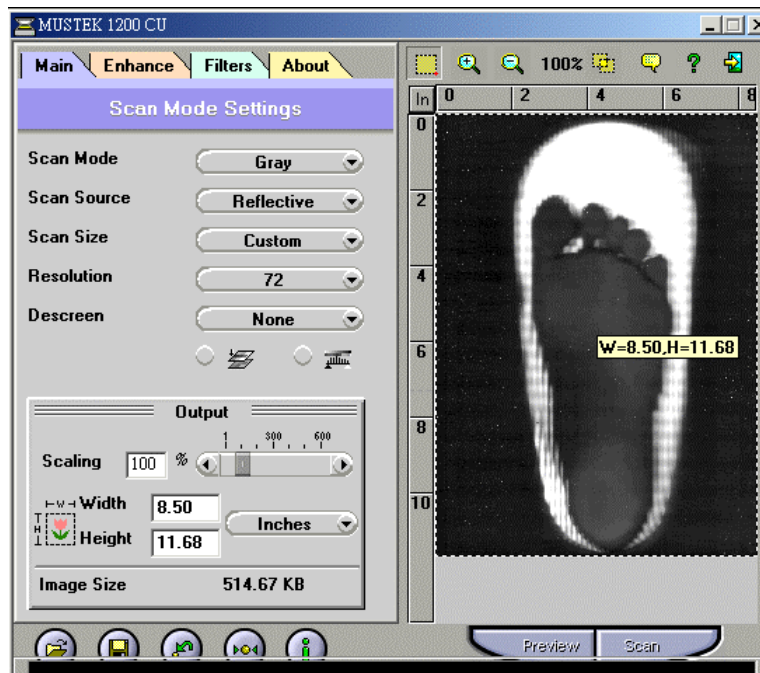 MUSTEK 1200 CU
Main Enhance Filters About
Scan Mode Settings
Scan Mode Gray
Scan Source Reflective
Scan Size Custom
Resolution 72
Descreen None
Output
1 . . 300 . . 600
Scaling 100 %
W Width 8.50
H Height 11.68
Inches
Image Size 514.67 KB
100% ?
In 0 2 4 6 8
0
2
4
6
8
10
W=8.50,H=11.68
Preview Scan